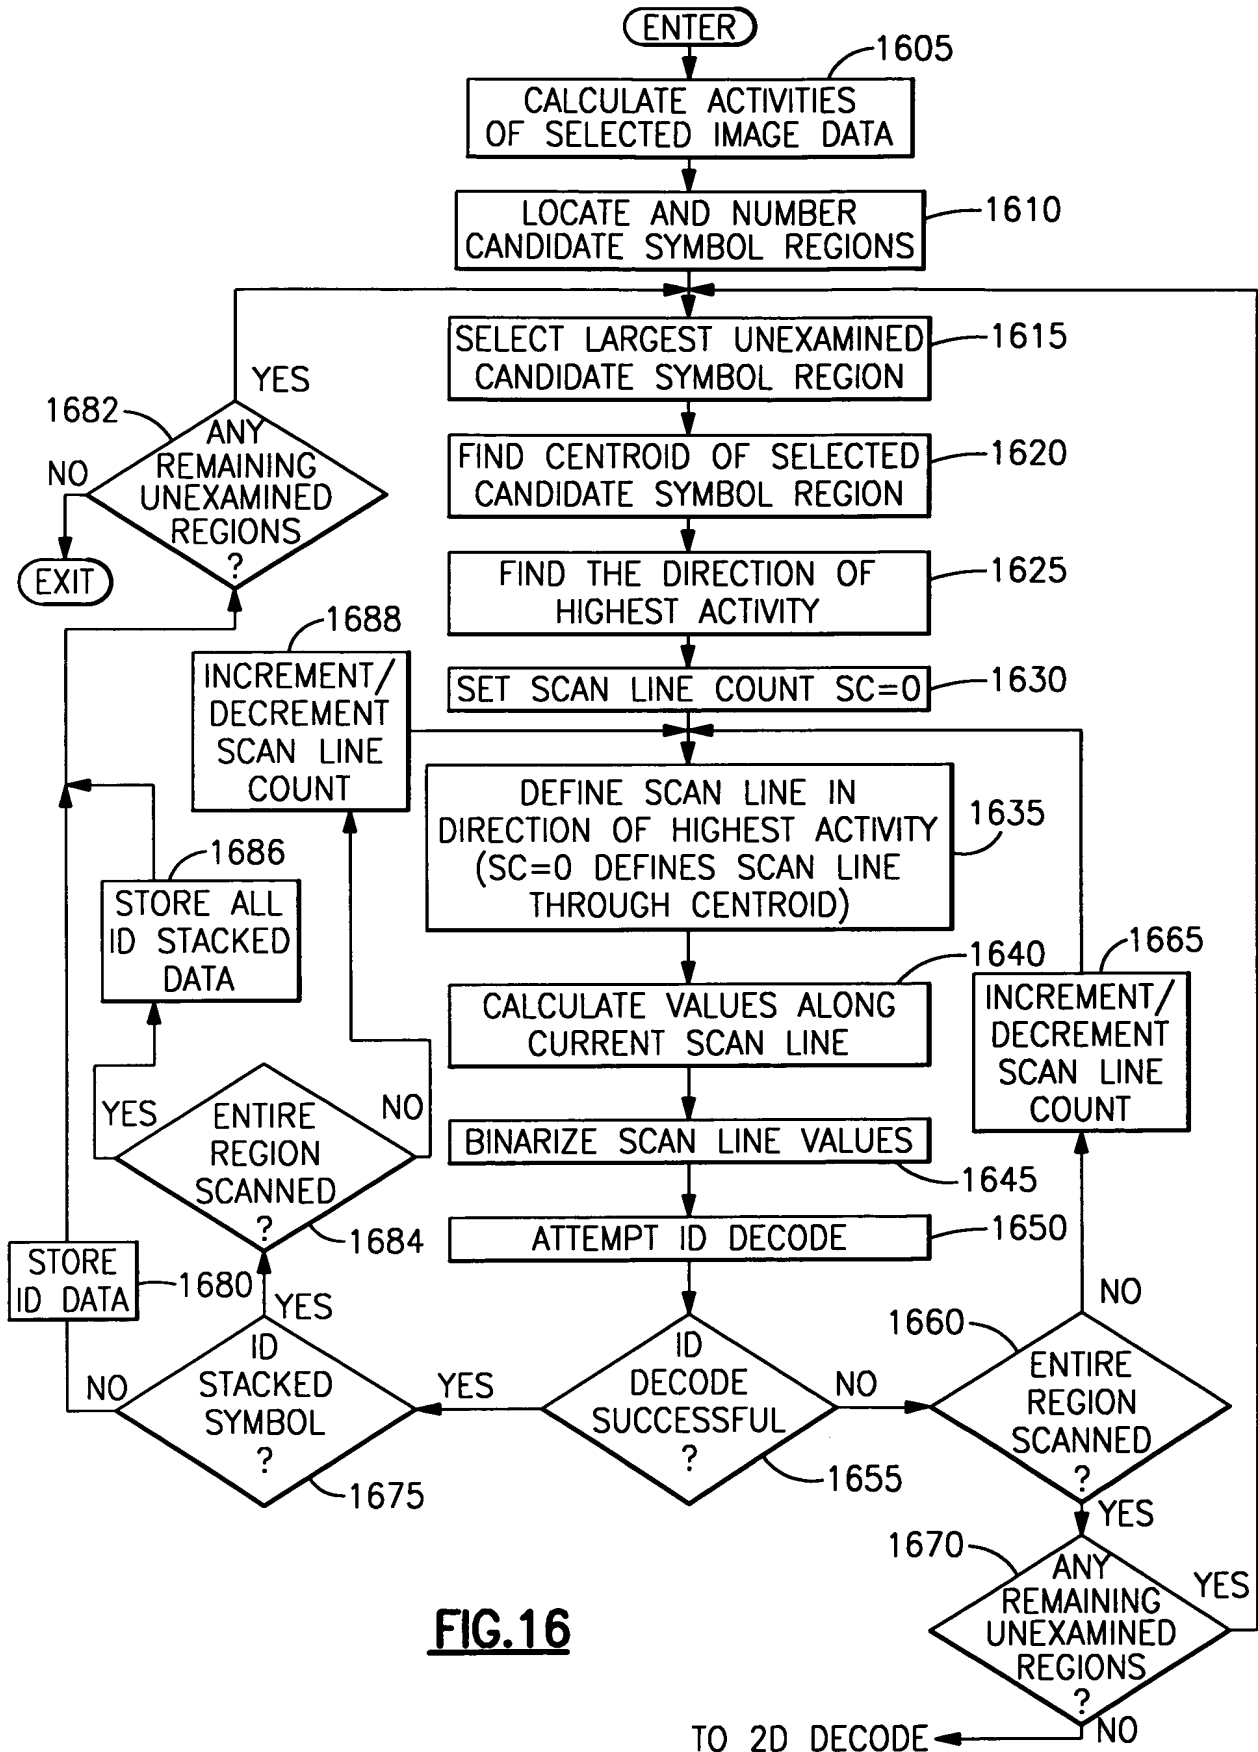 ENTER
1605
CALCULATE ACTIVITIES
OF SELECTED IMAGE DATA
LOCATE AND NUMBER
CANDIDATE SYMBOL REGIONS
1610
SELECT LARGEST UNEXAMINED
CANDIDATE SYMBOL REGION
1615
YES
1682
ANY
REMAINING
UNEXAMINED
REGIONS
?
NO
EXIT
FIND CENTROID OF SELECTED
CANDIDATE SYMBOL REGION
1620
FIND THE DIRECTION OF
HIGHEST ACTIVITY
1625
1688
INCREMENT/
DECREMENT
SCAN LINE
COUNT
SET SCAN LINE COUNT SC=0
1630
DEFINE SCAN LINE IN
DIRECTION OF HIGHEST ACTIVITY
(SC=0 DEFINES SCAN LINE
THROUGH CENTROID)
1635
1686
STORE ALL
ID STACKED
DATA
1640
CALCULATE VALUES ALONG
CURRENT SCAN LINE
1665
INCREMENT/
DECREMENT
SCAN LINE
COUNT
YES
ENTIRE
REGION
SCANNED
?
NO
1684
BINARIZE SCAN LINE VALUES
1645
ATTEMPT ID DECODE
1650
STORE
ID DATA
1680
YES
NO
ID
STACKED
SYMBOL
?
1675
YES
ID
DECODE
SUCCESSFUL
?
1655
NO
1660
NO
ENTIRE
REGION
SCANNED
?
YES
1670
ANY
REMAINING
UNEXAMINED
REGIONS
?
YES
NO
TO 2D DECODE
FIG.16